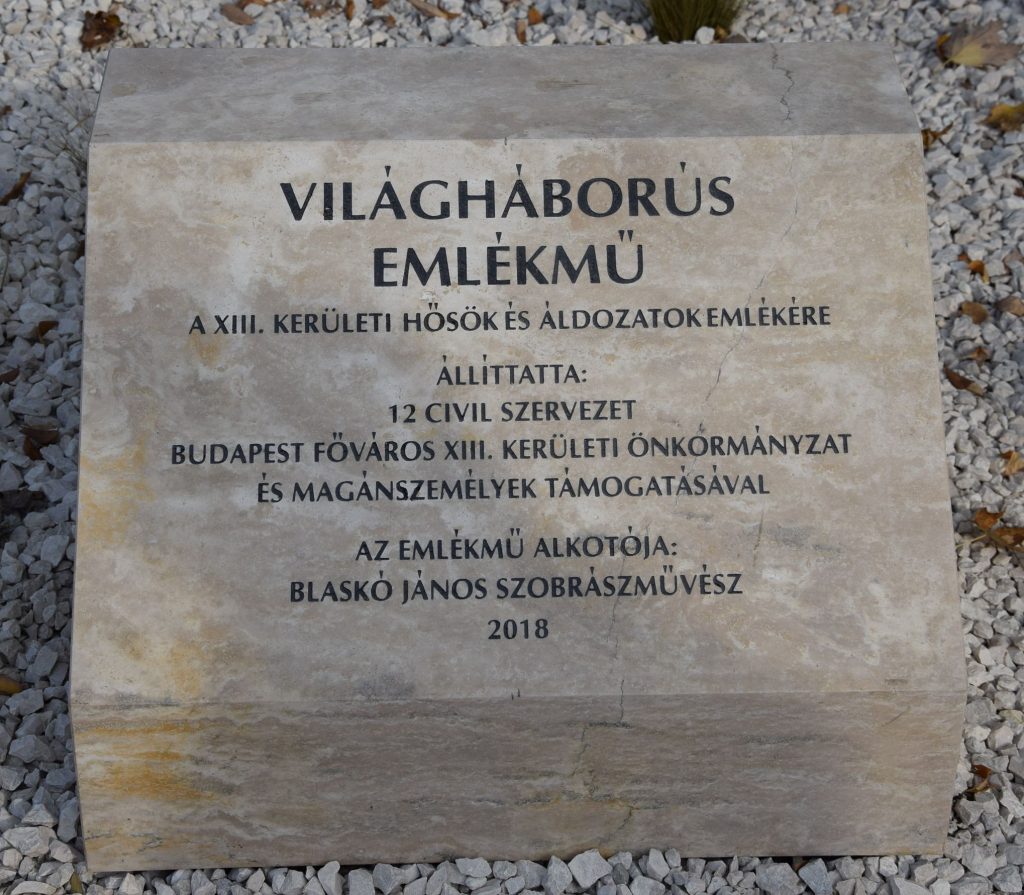 VILÁGHÁBORÚS
EMLÉKMŰ
A XIII. KERÜLETI HŐSÖK ÉS ÁLDOZATOK EMLÉKÉRE
ÁLLÍTTATTA:
12 CIVIL SZERVEZET
BUDAPEST FŐVÁROS XIII. KERÜLETI ÖNKORMÁNYZAT
ÉS MAGÁNSZEMÉLYEK TÁMOGATÁSÁVAL
AZ EMLÉKMŰ ALKOTÓJA:
BLASKÓ JÁNOS SZOBRÁSZMŰVÉSZ
2018